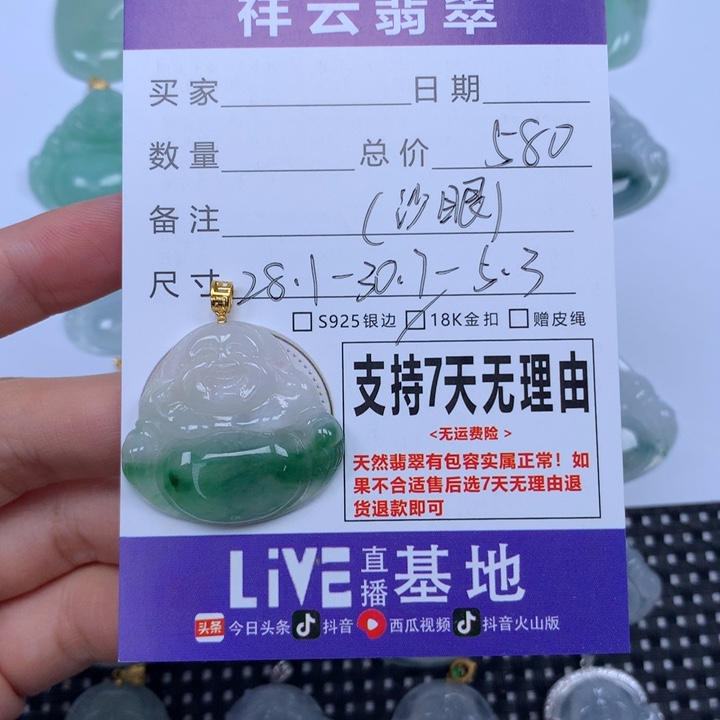 祥云翡翠
买家 日期
数量 总价 580
备注 (沙眼)
尺寸 28.1-30.7-5.3
S925银边 18K金扣 赠皮绳
支持7天无理由
<无运费险>
天然翡翠有包容实属正常！如
果不合适售后选7天无理由退
货退款即可
LiVE 直播 基地
头条 今日头条 抖音 西瓜视频 抖音火山版